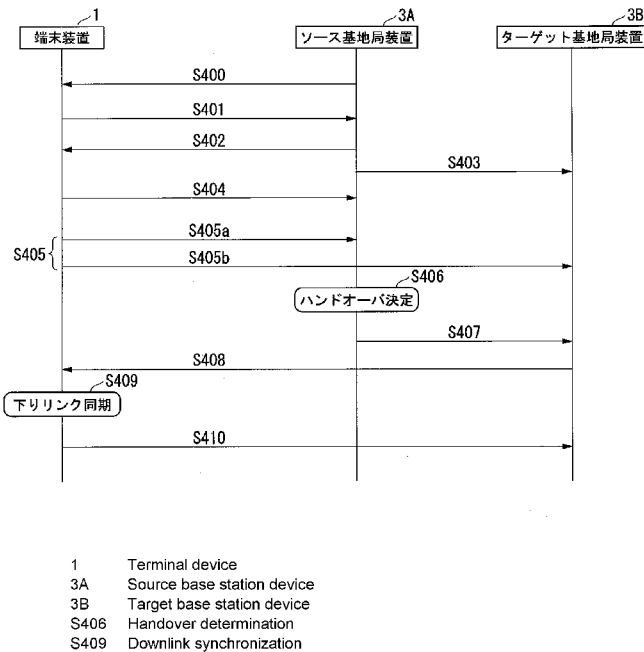 1
3A
3B
端末装置
ソース基地局装置
ターゲット基地局装置
S400
S401
S402
S403
S404
S405
S405a
S405b
S406
ハンドオーバ決定
S407
S408
S409
下りリンク同期
S410
1 Terminal device
3A Source base station device
3B Target base station device
S406 Handover determination
S409 Downlink synchronization